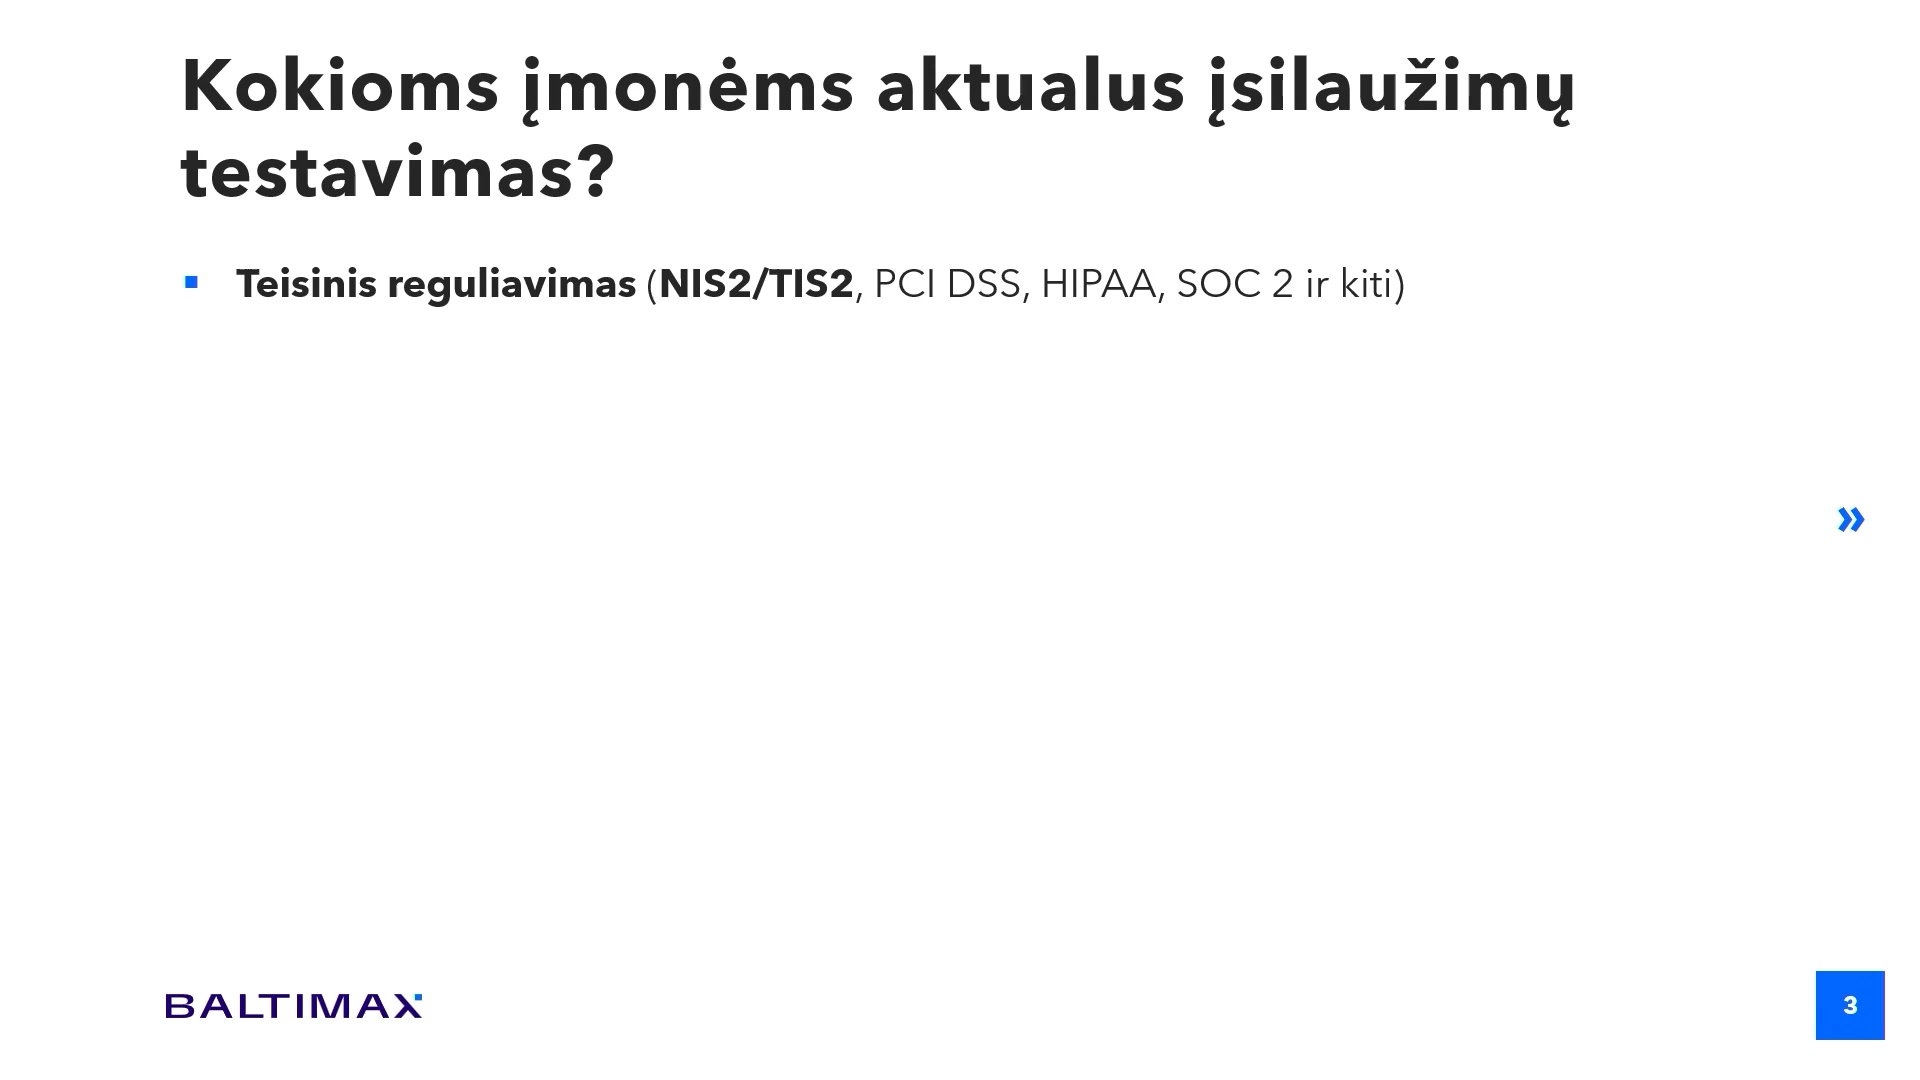 Kokioms įmonėms aktualus įsilaužimų
testavimas?
▪ Teisinis reguliavimas (NIS2/TIS2, PCI DSS, HIPAA, SOC 2 ir kiti)
»
BALTIMAX
3